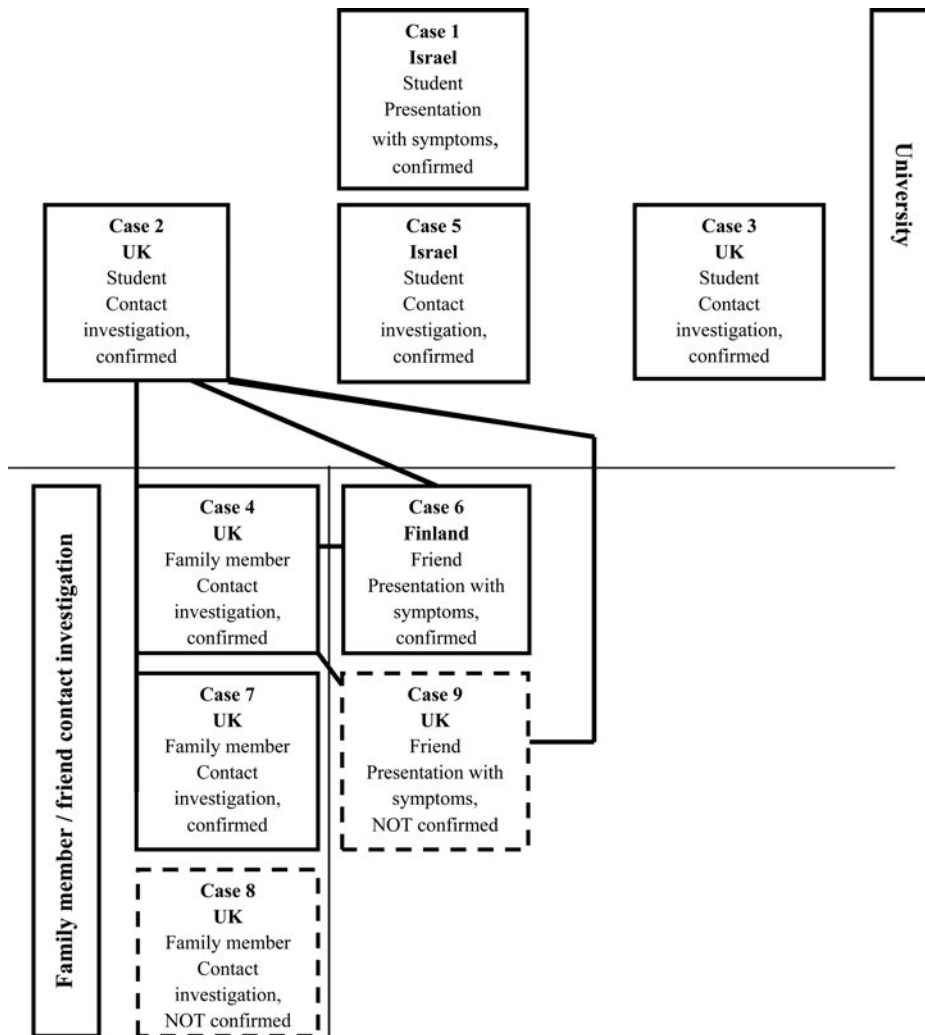 Case 1
Israel
Student
Presentation
with symptoms,
confirmed
University
Case 2
UK
Student
Contact
investigation,
confirmed
Case 5
Israel
Student
Contact
investigation,
confirmed
Case 3
UK
Student
Contact
investigation,
confirmed
Family member / friend contact investigation
Case 4
UK
Family member
Contact
investigation,
confirmed
Case 6
Finland
Friend
Presentation with
symptoms,
confirmed
Case 7
UK
Family member
Contact
investigation,
confirmed
Case 9
UK
Friend
Presentation with
symptoms,
NOT confirmed
Case 8
UK
Family member
Contact
investigation,
NOT confirmed